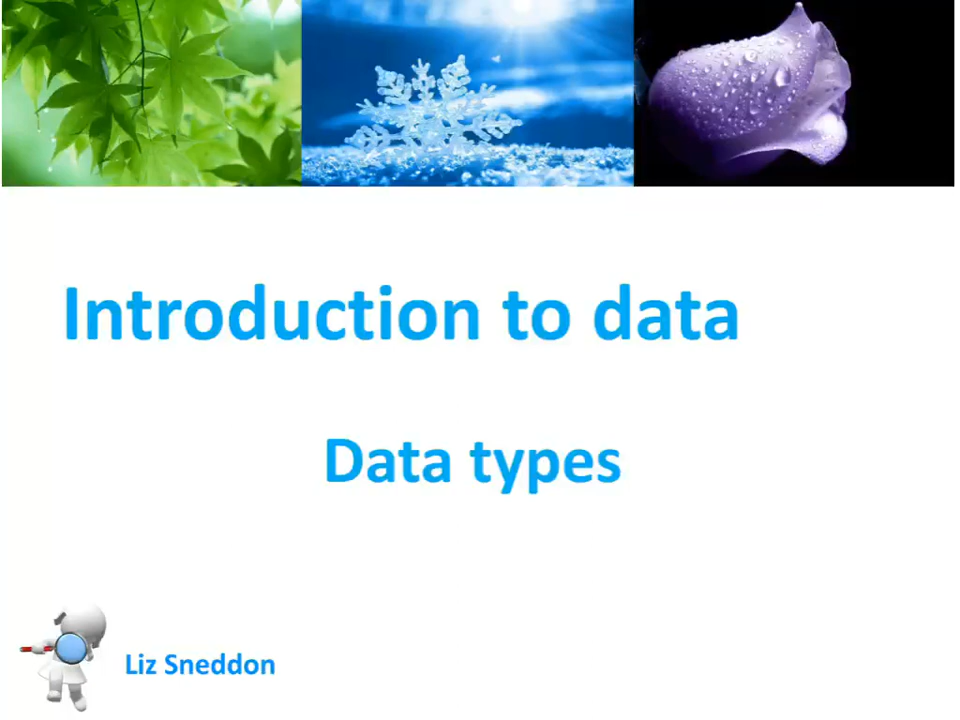 Introduction to data
Data types
Liz Sneddon